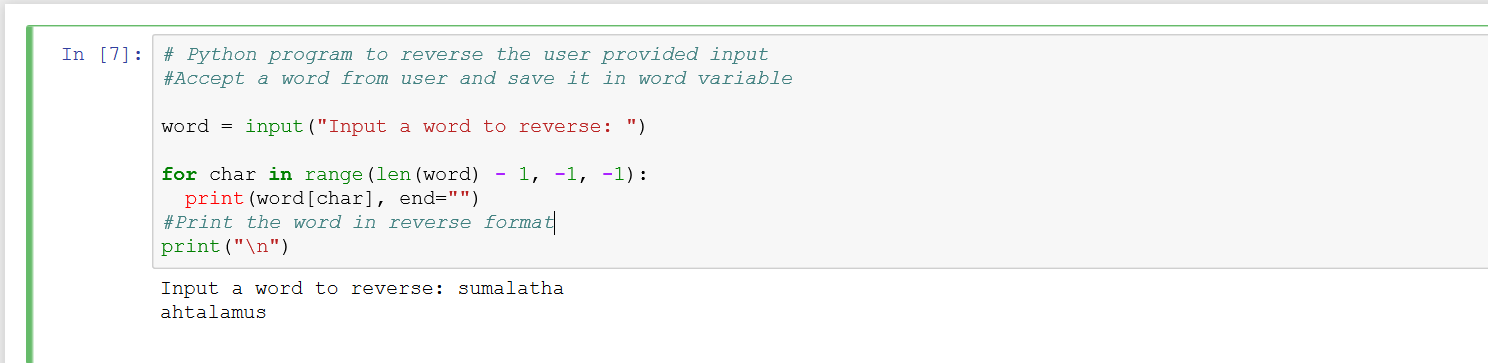 In [7]: # Python program to reverse the user provided input
#Accept a word from user and save it in word variable
word = input("Input a word to reverse: ")
for char in range(len(word) - 1, -1, -1):
print(word[char], end="")
#Print the word in reverse format
print("\n")
Input a word to reverse: sumalatha
ahtalamus